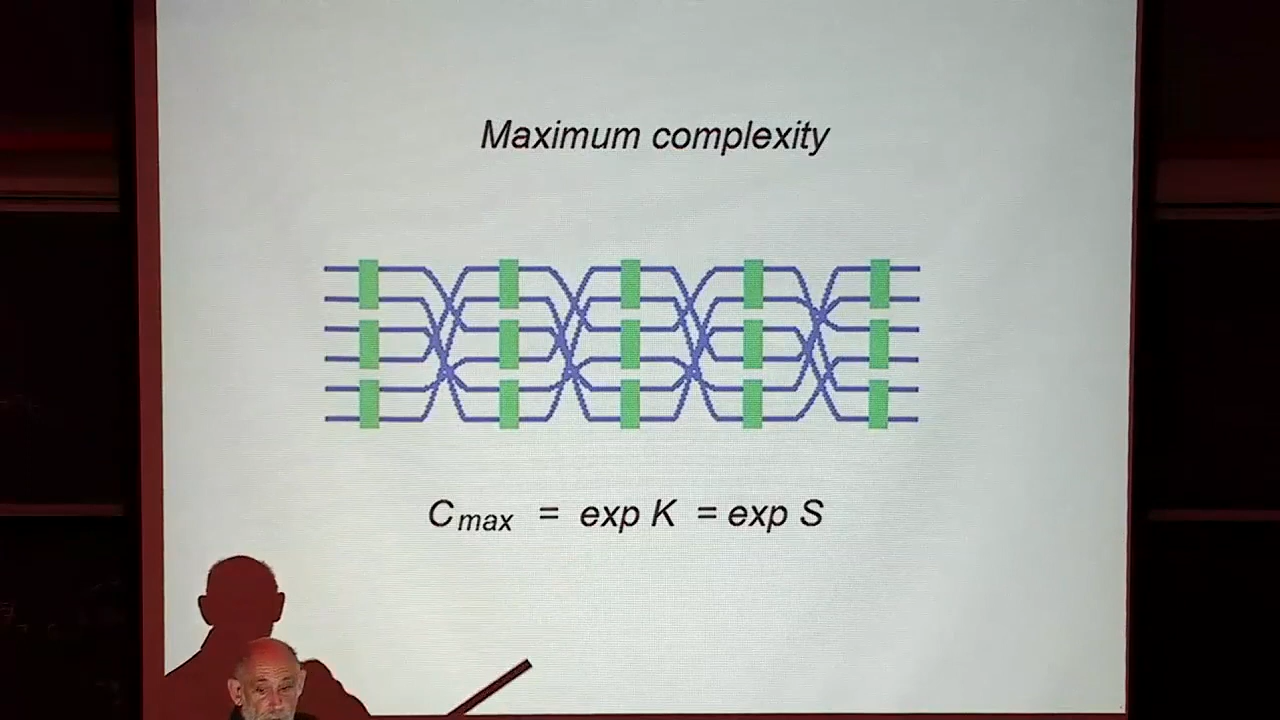 Maximum complexity
Cmax = exp K = exp S